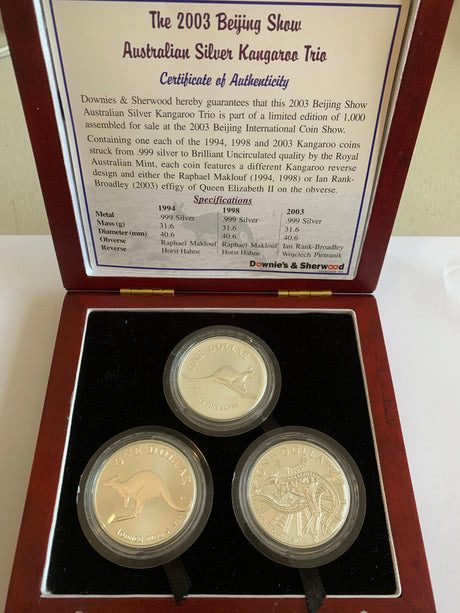 The 2003 Beijing Show
Australian Silver Kangaroo Trio
Certificate of Authenticity
Downies & Sherwood hereby guarantees that this 2003 Beijing Show
Australian Silver Kangaroo Trio is part of a limited edition of 1,000
assembled for sale at the 2003 Beijing International Coin Show.
Containing one each of the 1994, 1998 and 2003 Kangaroo coins
struck from .999 silver to Brilliant Uncirculated quality by the Royal
Australian Mint, each coin features a different Kangaroo reverse
design and either the Raphael Maklouf (1994, 1998) or Ian Rank-
Broadley (2003) effigy of Queen Elizabeth II on the obverse.
Specifications
1994 1998 2003
Metal .999 Silver .999 Silver .999 Silver
Mass (g) 31.6 31.6 31.6
Diameter (mm) 40.6 40.6 40.6
Obverse Raphael Maklouf Raphael Maklouf Ian Rank-Broadley
Reverse Horst Hahne Horst Hahne Wojciech Pietranik
Downie's & Sherwood
ONE DOLLAR
ONE DOLLAR
ONE DOLLAR